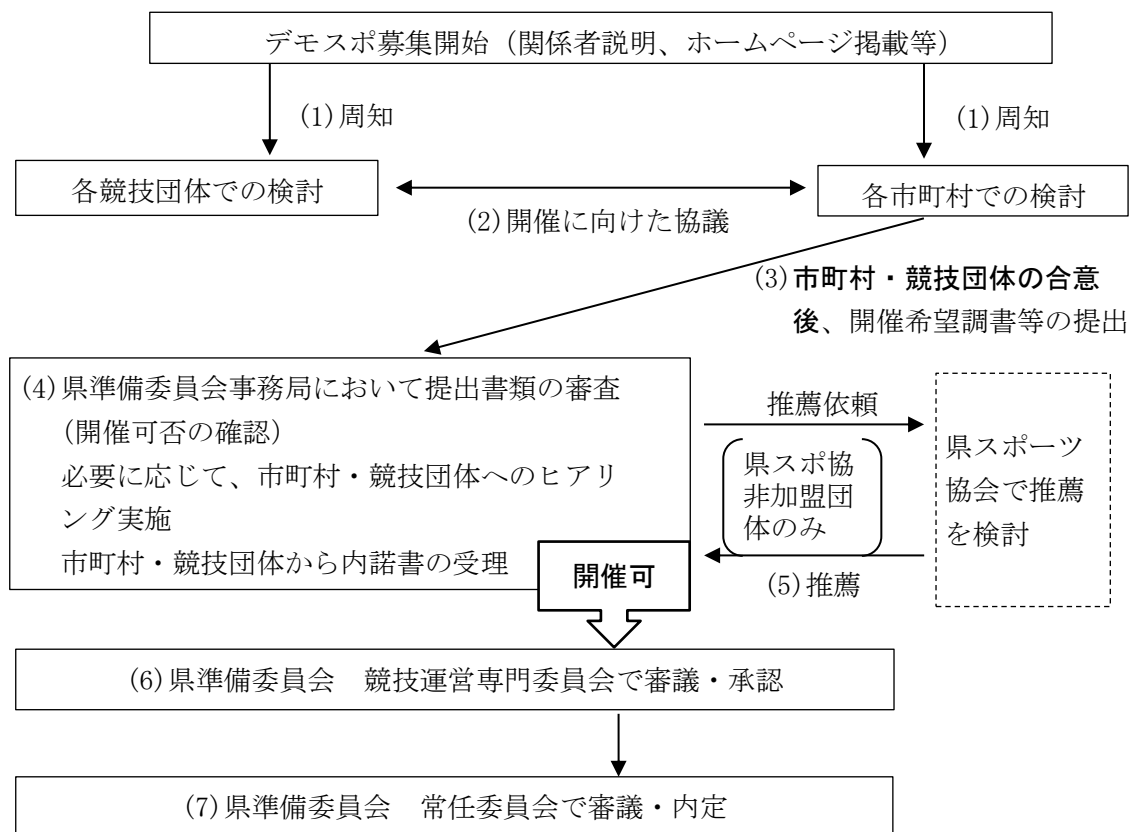 デモスポ募集開始（関係者説明、ホームページ掲載等）
(1)周知
(1)周知
各競技団体での検討
各市町村での検討
(2)開催に向けた協議
(3)市町村・競技団体の合意
後、開催希望調書等の提出
(4)県準備委員会事務局において提出書類の審査
(開催可否の確認)
必要に応じて、市町村・競技団体へのヒアリ
ング実施
市町村・競技団体から内諾書の受理
開催可
推薦依頼
県スポ協
非加盟団
体のみ
(5)推薦
県スポーツ
協会で推薦
を検討
(6)県準備委員会　競技運営専門委員会で審議・承認
(7)県準備委員会　常任委員会で審議・内定